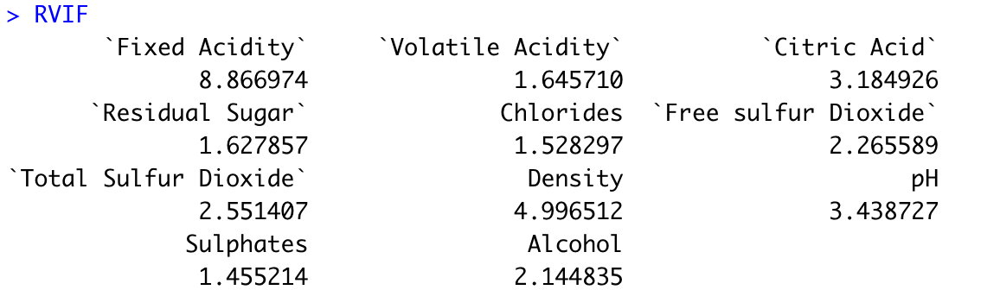 > RVIF
`Fixed Acidity` `Volatile Acidity` `Citric Acid`
8.866974 1.645710 3.184926
`Residual Sugar` Chlorides `Free sulfur Dioxide`
1.627857 1.528297 2.265589
`Total Sulfur Dioxide` Density pH
2.551407 4.996512 3.438727
Sulphates Alcohol
1.455214 2.144835